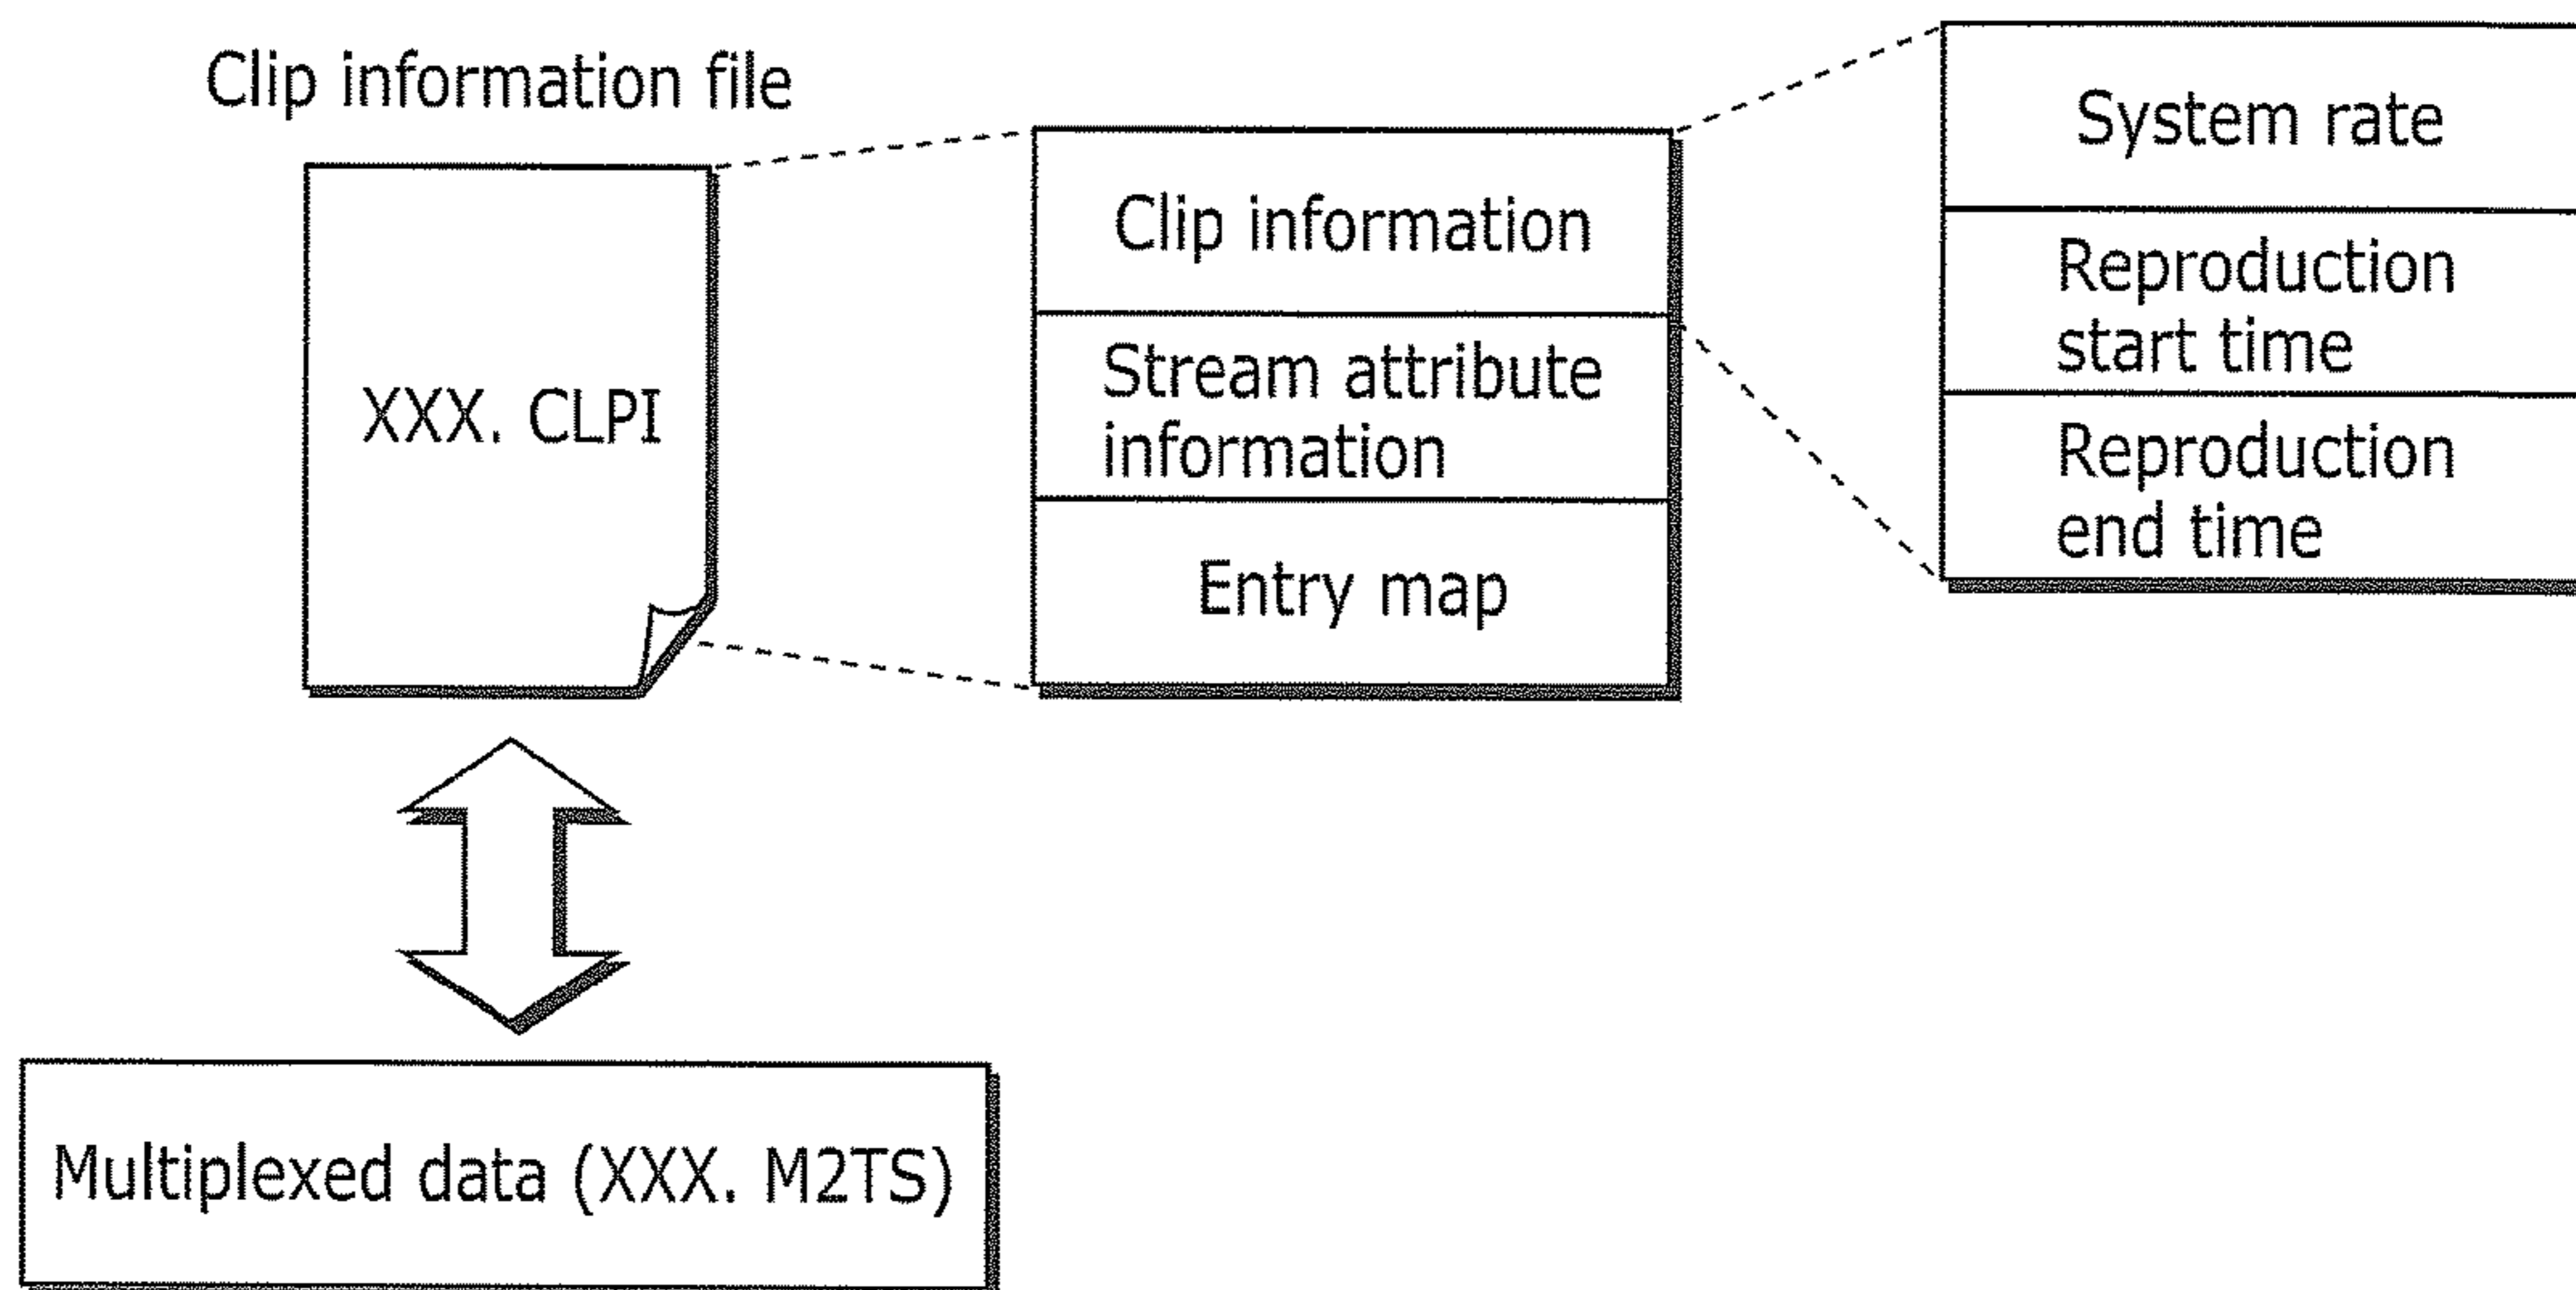 Clip information file
XXX. CLPI
Clip information
Stream attribute
information
Entry map
System rate
Reproduction
start time
Reproduction
end time
Multiplexed data (XXX. M2TS)